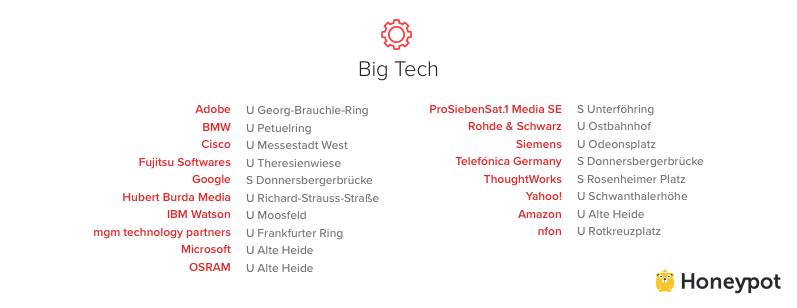 Big Tech
Adobe U Georg-Brauchle-Ring
BMW U Petuelring
Cisco U Messestadt West
Fujitsu Softwares U Theresienwiese
Google S Donnersbergerbrücke
Hubert Burda Media U Richard-Strauss-Straße
IBM Watson U Moosfeld
mgm technology partners U Frankfurter Ring
Microsoft U Alte Heide
OSRAM U Alte Heide
ProSiebenSat.1 Media SE S Unterföhring
Rohde & Schwarz U Ostbahnhof
Siemens U Odeonsplatz
Telefónica Germany S Donnersbergerbrücke
ThoughtWorks S Rosenheimer Platz
Yahoo! U Schwanthalerhöhe
Amazon U Alte Heide
nfon U Rotkreuzplatz
Honeypot